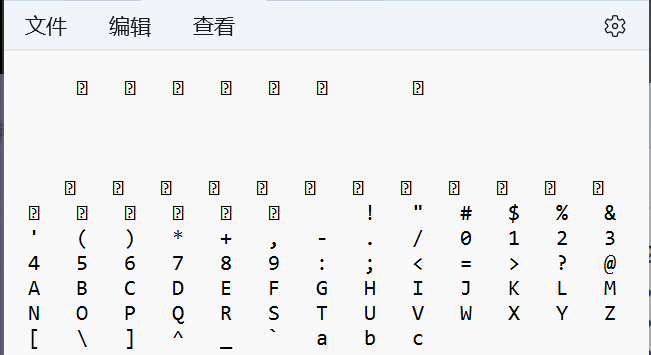 文件 编辑 查看
! " # $ % &
' ( ) * + , - . / 0 1 2 3
4 5 6 7 8 9 : ; < = > ? @
A B C D E F G H I J K L M
N O P Q R S T U V W X Y Z
[ \ ] ^ _ ` a b c